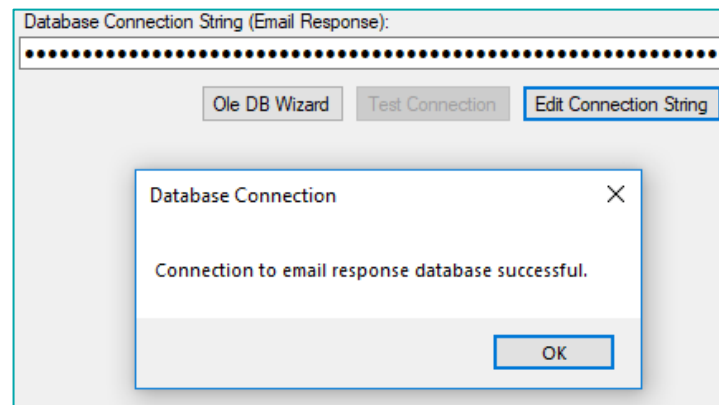 Database Connection String (Email Response):
Ole DB Wizard Test Connection Edit Connection String
Database Connection
Connection to email response database successful.
OK